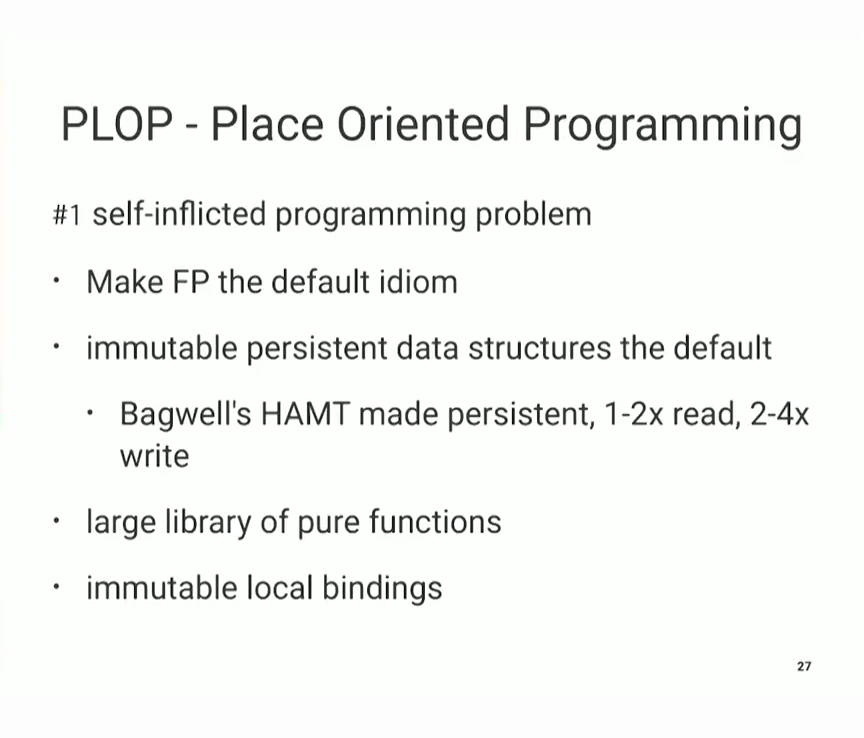 PLOP - Place Oriented Programming
#1 self-inflicted programming problem
• Make FP the default idiom
• immutable persistent data structures the default
• Bagwell's HAMT made persistent, 1-2x read, 2-4x
write
• large library of pure functions
• immutable local bindings
27